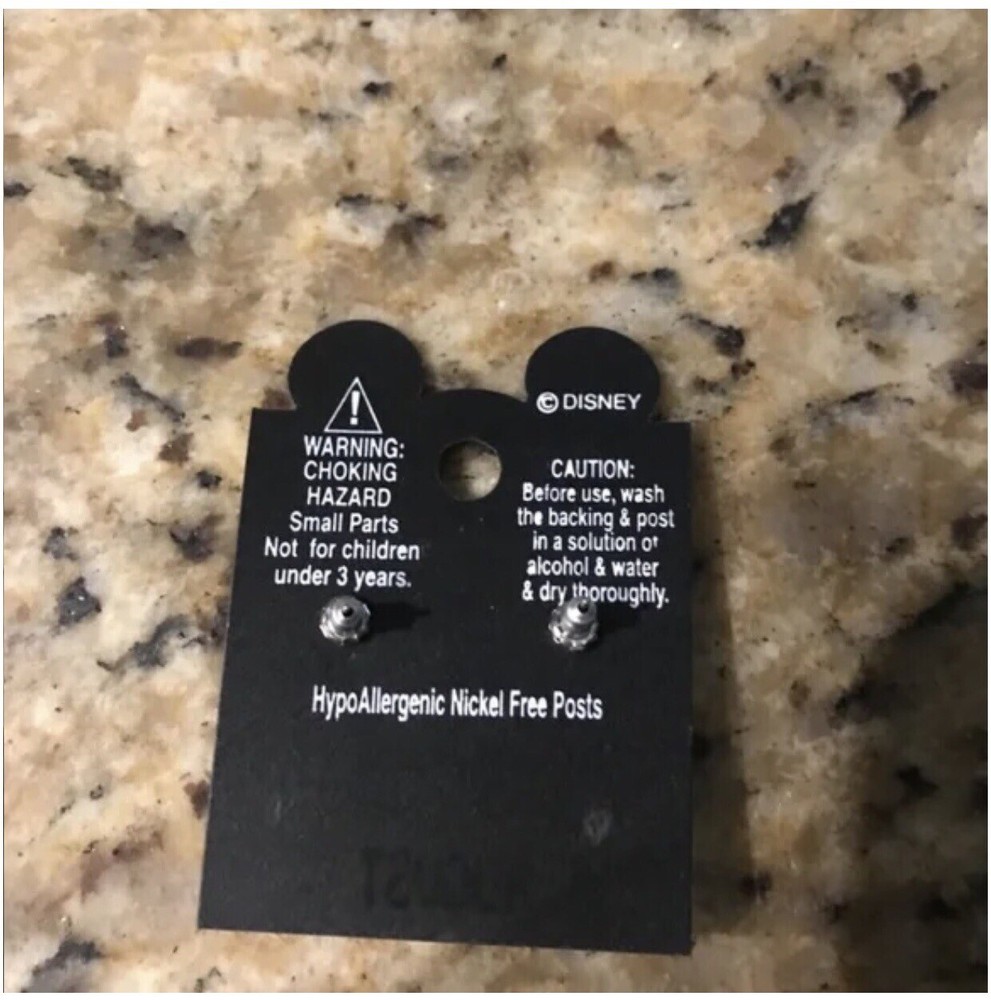 WARNING:
CHOKING
HAZARD
Small Parts
Not for children
under 3 years.
© DISNEY
CAUTION:
Before use, wash
the backing & post
in a solution of
alcohol & water
& dry thoroughly.
HypoAllergenic Nickel Free Posts